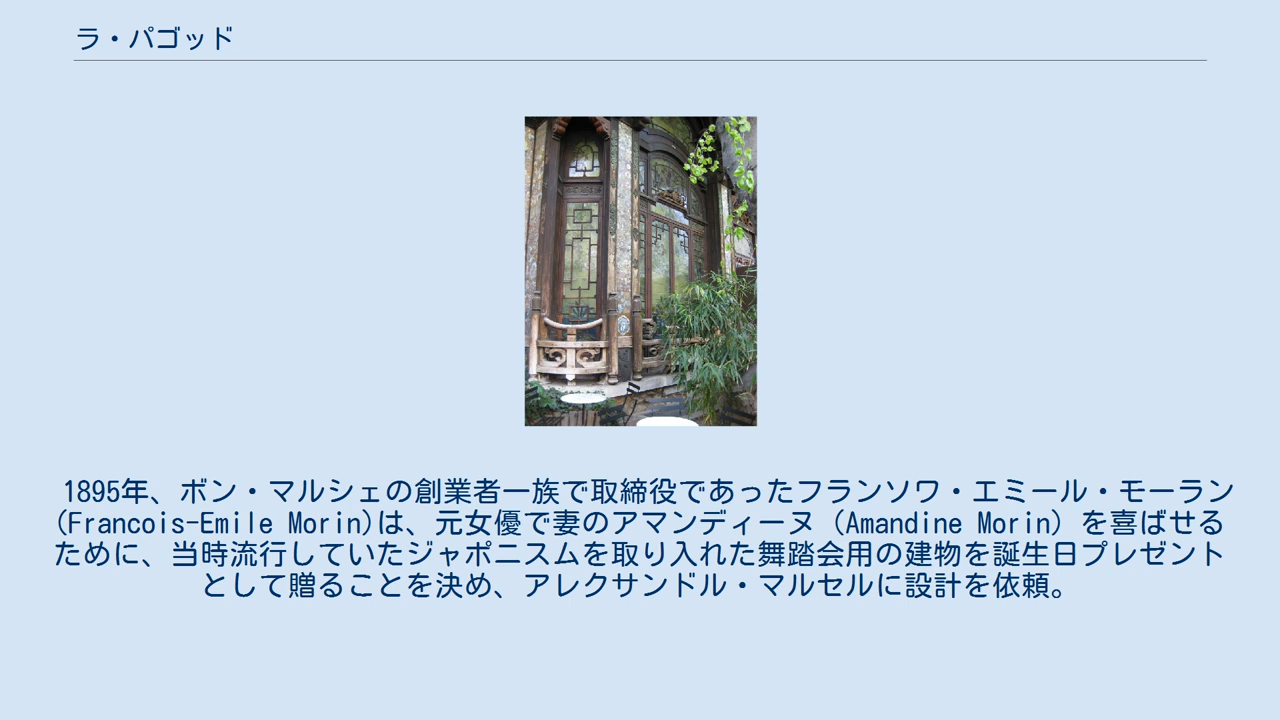 ラ・パゴッド
1895年、ボン・マルシェの創業者一族で取締役であったフランソワ・エミール・モーラン
(Francois-Emile Morin)は、元女優で妻のアマンディーヌ（Amandine Morin）を喜ばせる
ために、当時流行していたジャポニスムを取り入れた舞踏会用の建物を誕生日プレゼント
として贈ることを決め、アレクサンドル・マルセルに設計を依頼。